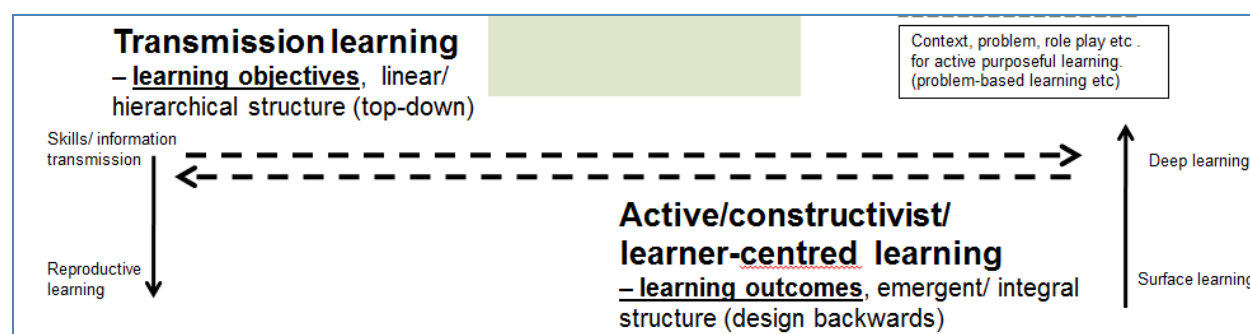 Transmission learning
– learning objectives, linear/
hierarchical structure (top-down)
Context, problem, role play etc .
for active purposeful learning.
(problem-based learning etc)
Skills/ information
transmission
Deep learning
Active/constructivist/
learner-centred learning
– learning outcomes, emergent/ integral
structure (design backwards)
Reproductive
learning
Surface learning